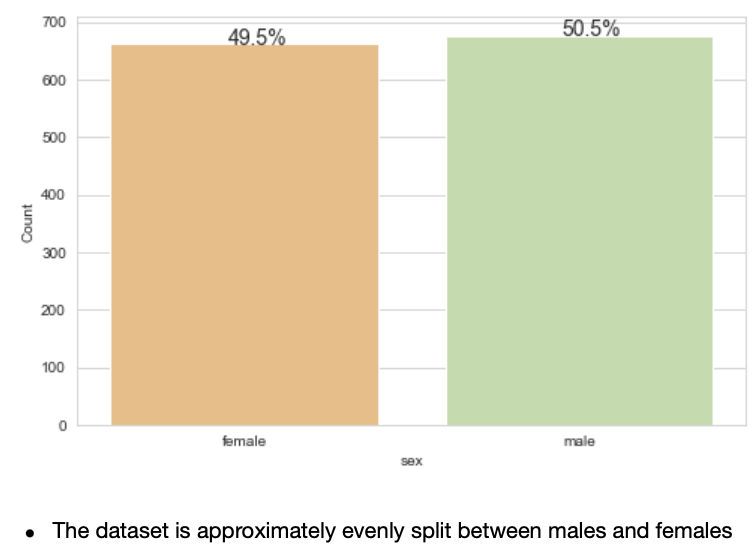 700
49.5%
50.5%
600
500
400
Count
300
200
100
0
female
male
sex
• The dataset is approximately evenly split between males and females